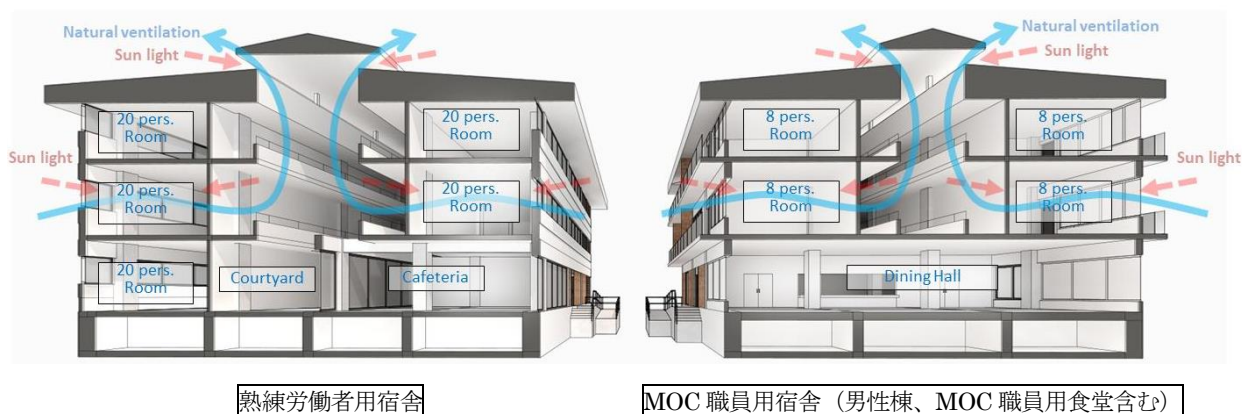 Natural ventilation
Sun light
20 pers.
Room
20 pers.
Room
Sun light
20 pers.
Room
20 pers.
Room
20 pers.
Room
Courtyard
Cafeteria
熟練労働者用宿舎
Natural ventilation
Sun light
8 pers.
Room
8 pers.
Room
Sun light
8 pers.
Room
8 pers.
Room
Dining Hall
MOC 職員用宿舎（男性棟、MOC 職員用食堂含む）